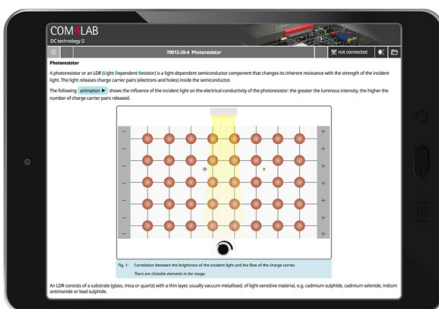 COM4LAB
DC technology II
70013-20-4 Photoresistor
not connected
Photoresistor
A photoresistor or an LDR (Light Dependent Resistor) is a light dependent semiconductor component that changes its inherent resistance with the strength of the incident
light. The light releases charge carrier pairs (electrons and holes) inside the semiconductor.
The following animation ▶ shows the influence of the incident light on the electrical conductivity of the photoresistor: the greater the luminous intensity, the higher the
number of charge carrier pairs released.
Fig. 1: Correlation between the brightness of the incident light and the flow of the charge carrier.
There are clickable elements in the image.
An LDR consists of a substrate (glass, mica or quartz) with a thin layer, usually vacuum metallised, of light-sensitive material, e.g. cadmium sulphide, cadmium selenide, indium
antimonide or lead sulphide.